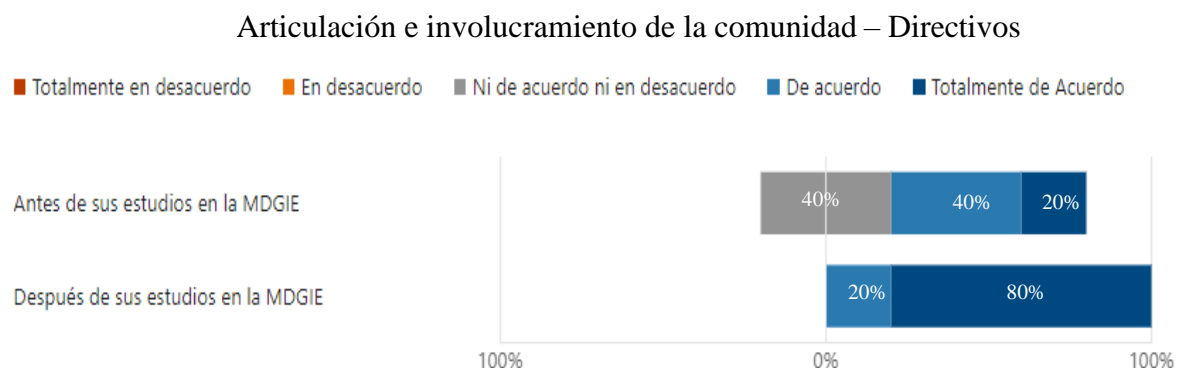 Articulación e involucramiento de la comunidad – Directivos
Totalmente en desacuerdo En desacuerdo Ni de acuerdo ni en desacuerdo De acuerdo Totalmente de Acuerdo
Antes de sus estudios en la MDGIE 40% 40% 20%
Después de sus estudios en la MDGIE 20% 80%
100% 0% 100%